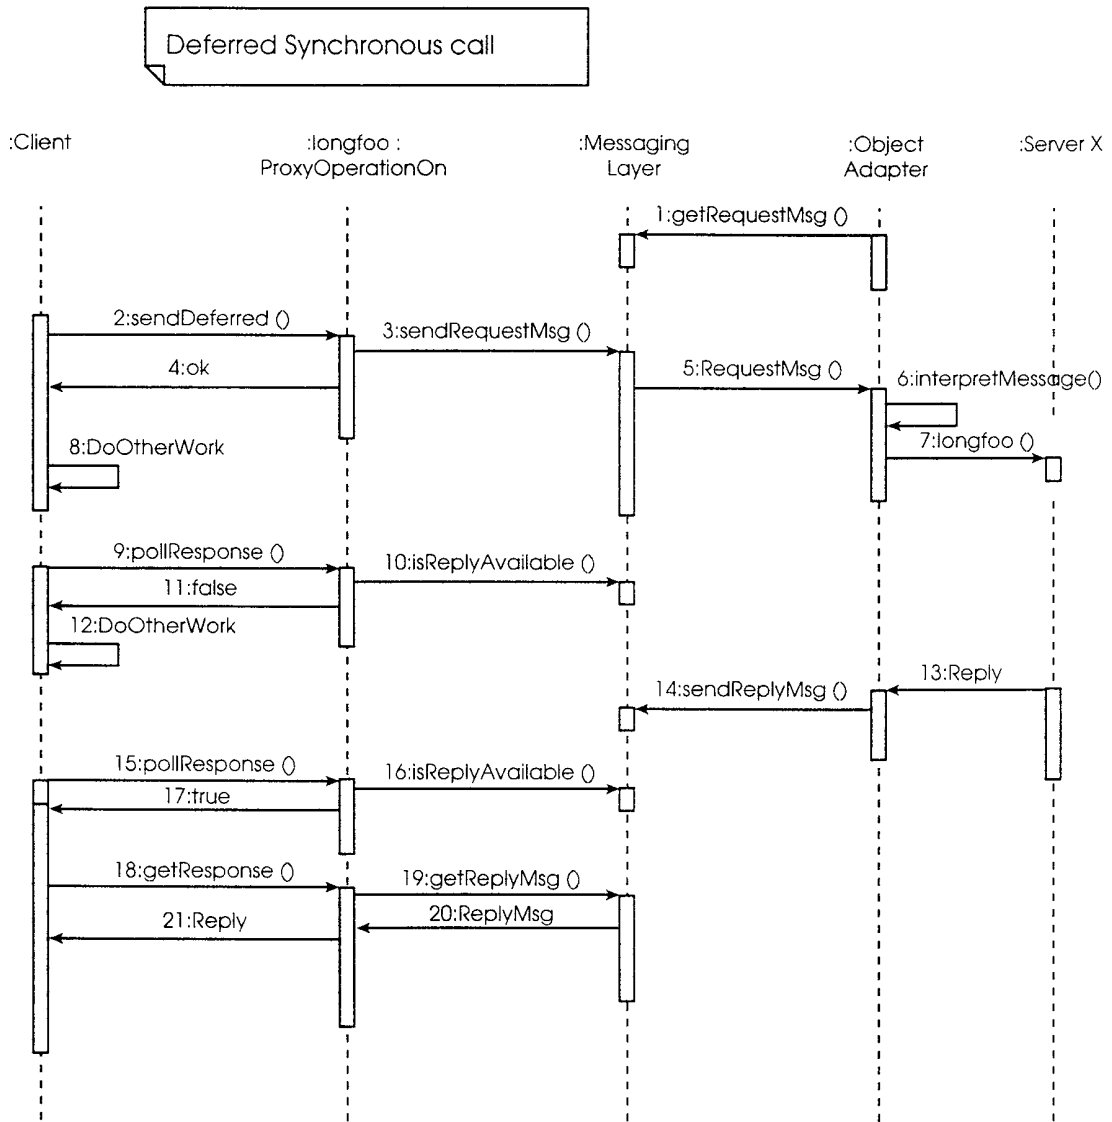 Deferred Synchronous call
:Client
:longfoo :
ProxyOperationOn
:Messaging
Layer
:Object
Adapter
:Server X
1:getRequestMsg ()
2:sendDeferred ()
3:sendRequestMsg ()
4:ok
5:RequestMsg ()
6:interpretMessage()
7:longfoo ()
8:DoOtherWork
9:pollResponse ()
10:isReplyAvailable ()
11:false
12:DoOtherWork
13:Reply
14:sendReplyMsg ()
15:pollResponse ()
16:isReplyAvailable ()
17:true
18:getResponse ()
19:getReplyMsg ()
20:ReplyMsg
21:Reply